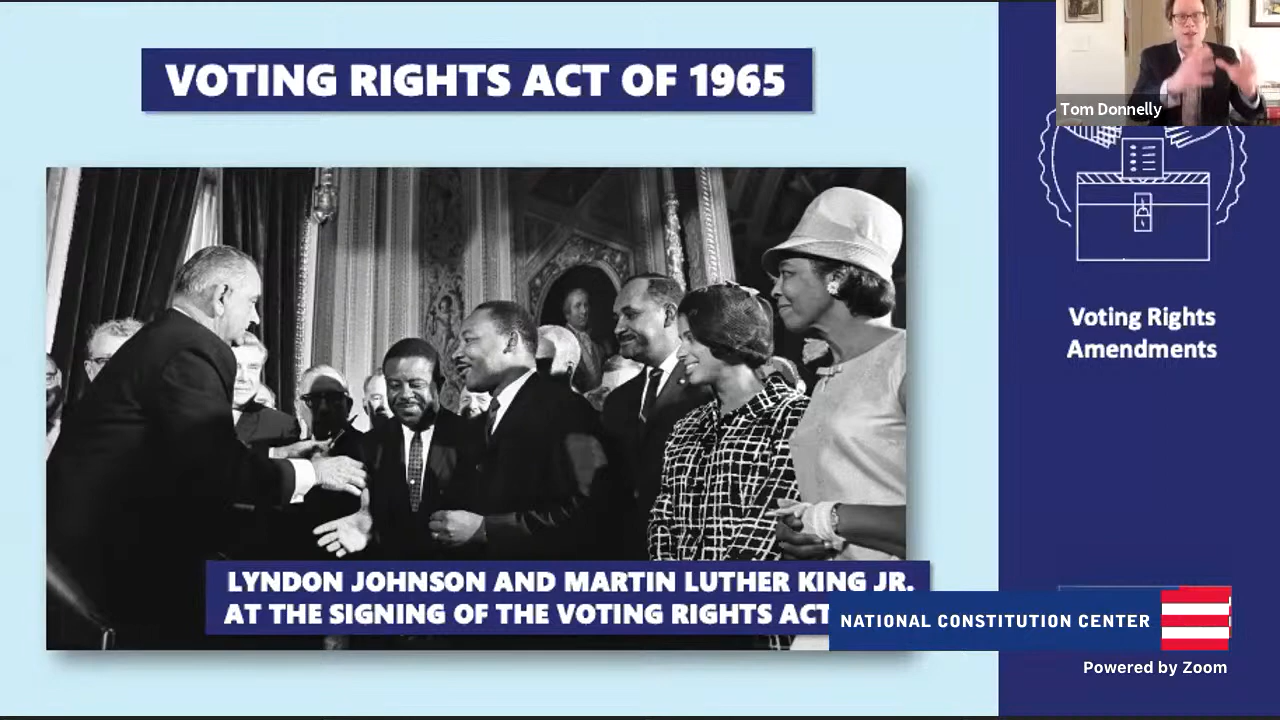 VOTING RIGHTS ACT OF 1965
Tom Donnelly
Voting Rights
Amendments
LYNDON JOHNSON AND MARTIN LUTHER KING JR.
AT THE SIGNING OF THE VOTING RIGHTS ACT
NATIONAL CONSTITUTION CENTER
Powered by Zoom